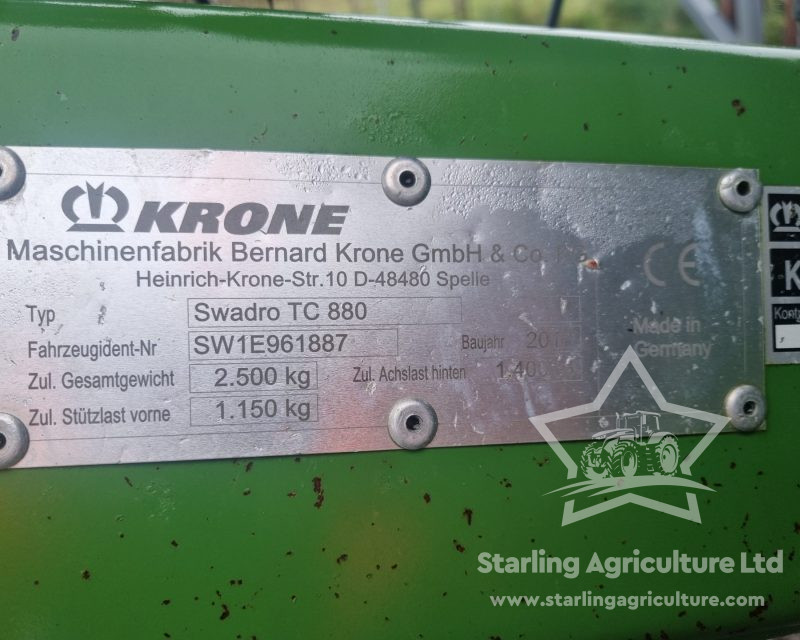 KRONE
Maschinenfabrik Bernard Krone GmbH & Co.
Heinrich-Krone-Str.10 D-48480 Spelle
CE
Typ Swadro TC 880
Fahrzeugident-Nr SW1E961887 Baujahr
Made in Germany
Zul. Gesamtgewicht 2.500 kg Zul. Achslast hinten
Zul. Stützlast vorne 1.150 kg
Starling Agriculture Ltd
www.starlingagriculture.com